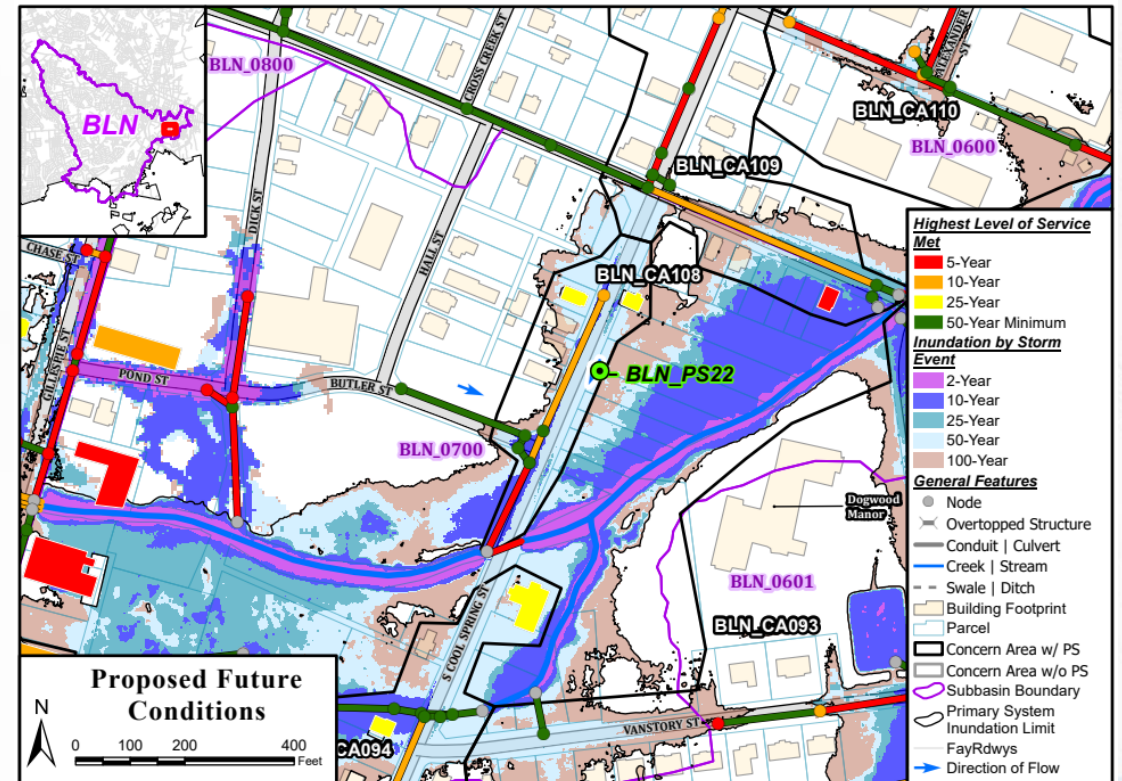 BLN
BLN_0800
CROSS CREEK ST
ALEXANDER
ST
BLN_CA110
BLN_0600
BLN_CA109
DICK ST
HALL ST
CHASE ST
GILLESPIE ST
POND ST
BUTLER ST
BLN_CA108
BLN_PS22
BLN_0700
Dogwood
Manor
BLN_0601
BLN_CA093
S COOL SPRING ST
VANSTORY ST
CA094
Highest Level of Service
Met
5-Year
10-Year
25-Year
50-Year Minimum
Inundation by Storm
Event
2-Year
10-Year
25-Year
50-Year
100-Year
General Features
Node
Overtopped Structure
Conduit | Culvert
Creek | Stream
Swale | Ditch
Building Footprint
Parcel
Concern Area w/ PS
Concern Area w/o PS
Subbasin Boundary
Primary System
Inundation Limit
FayRdwys
Direction of Flow
Proposed Future
Conditions
N
0 100 200 400
Feet